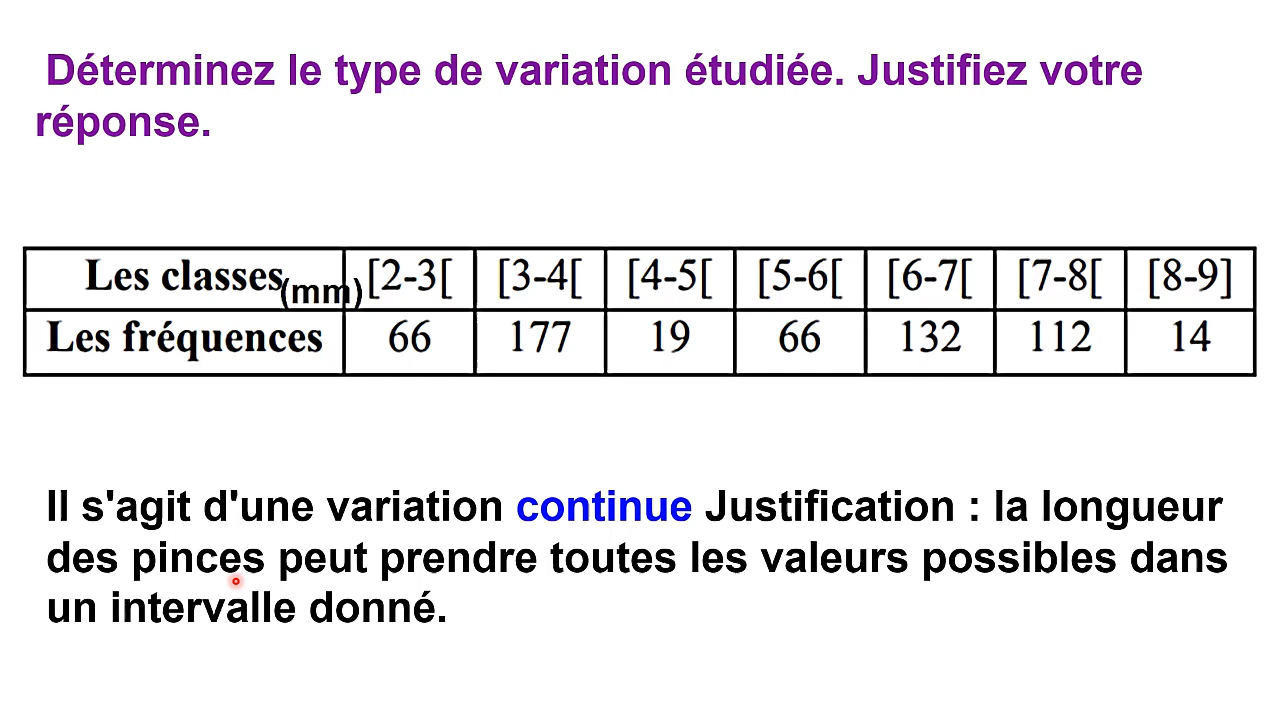 Déterminez le type de variation étudiée. Justifiez votre
réponse.
Les classes (mm) [2-3[ [3-4[ [4-5[ [5-6[ [6-7[ [7-8[ [8-9]
Les fréquences 66 177 19 66 132 112 14
Il s'agit d'une variation continue Justification : la longueur
des pinces peut prendre toutes les valeurs possibles dans
un intervalle donné.